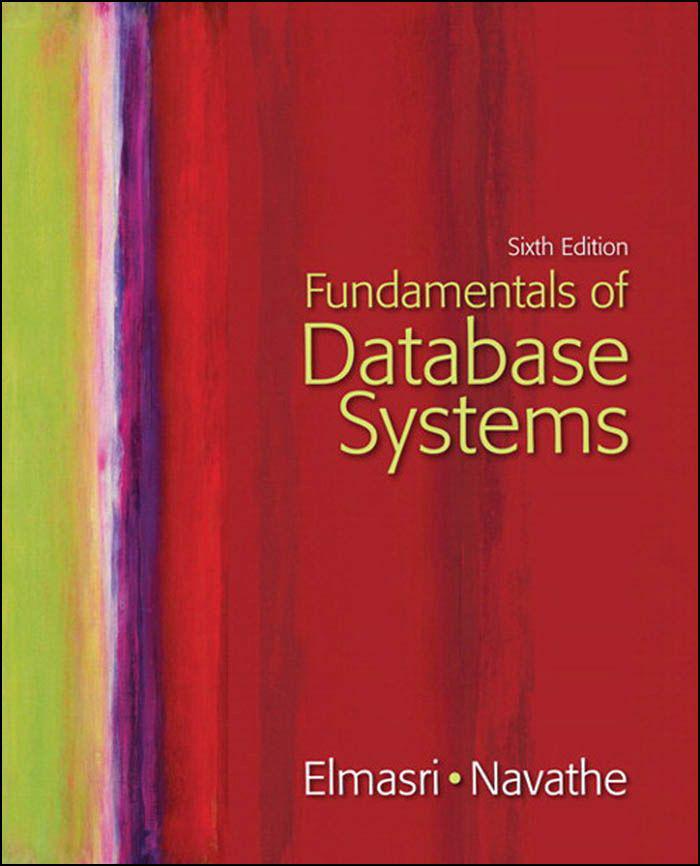 Sixth Edition
Fundamentals of
Database
Systems
Elmasri • Navathe